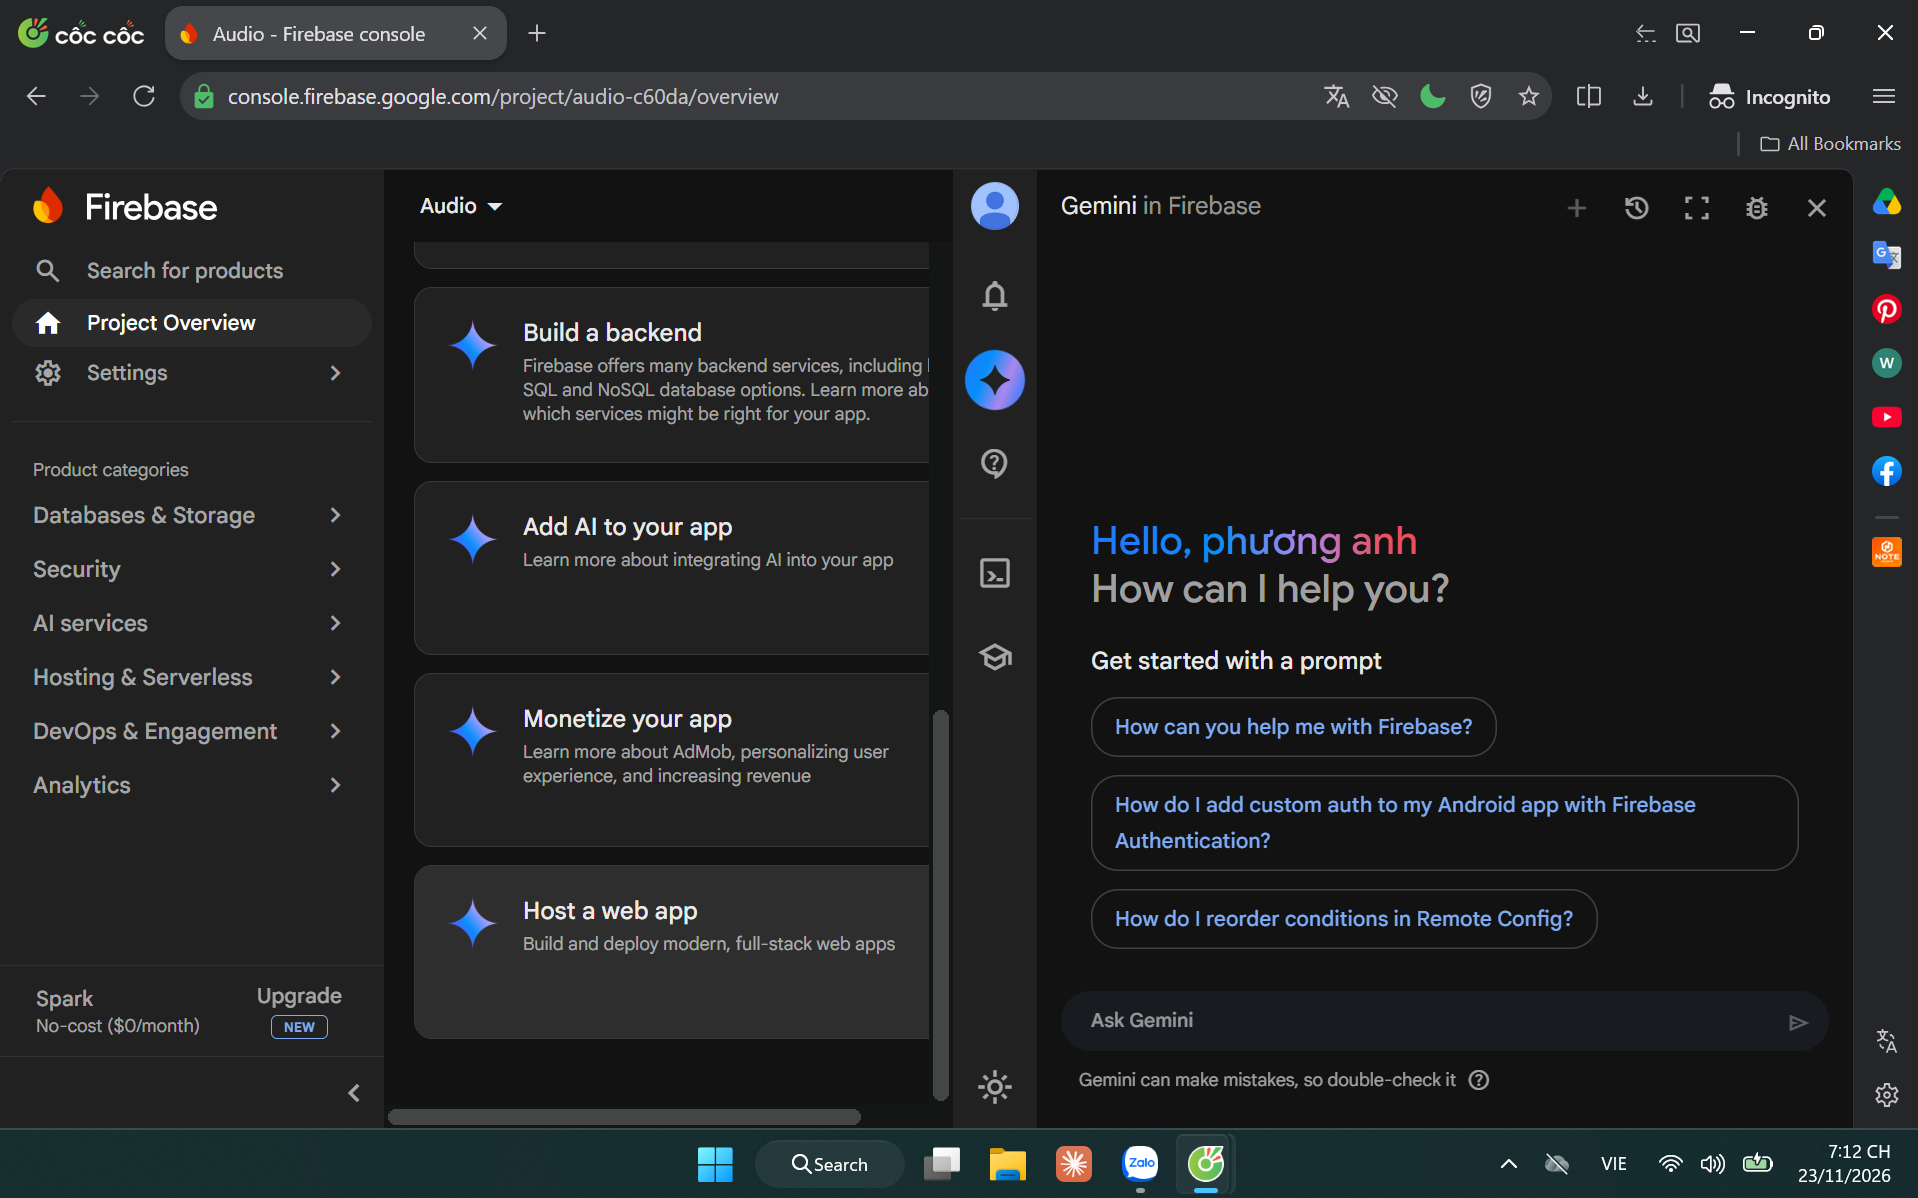 cốc cốc
Audio - Firebase console
console.firebase.google.com/project/audio-c60da/overview
Incognito
All Bookmarks
Firebase
Search for products
Project Overview
Settings
Product categories
Databases & Storage
Security
AI services
Hosting & Serverless
DevOps & Engagement
Analytics
Spark
No-cost ($0/month)
Upgrade
NEW
Audio
Build a backend
Firebase offers many backend services, including
SQL and NoSQL database options. Learn more ab
which services might be right for your app.
Add AI to your app
Learn more about integrating AI into your app
Monetize your app
Learn more about AdMob, personalizing user
experience, and increasing revenue
Host a web app
Build and deploy modern, full-stack web apps
Gemini in Firebase
Hello, phương anh
How can I help you?
Get started with a prompt
How can you help me with Firebase?
How do I add custom auth to my Android app with Firebase
Authentication?
How do I reorder conditions in Remote Config?
Ask Gemini
Gemini can make mistakes, so double-check it
W
NOTE
Search
Zalo
VIE
7:12 CH
23/11/2026